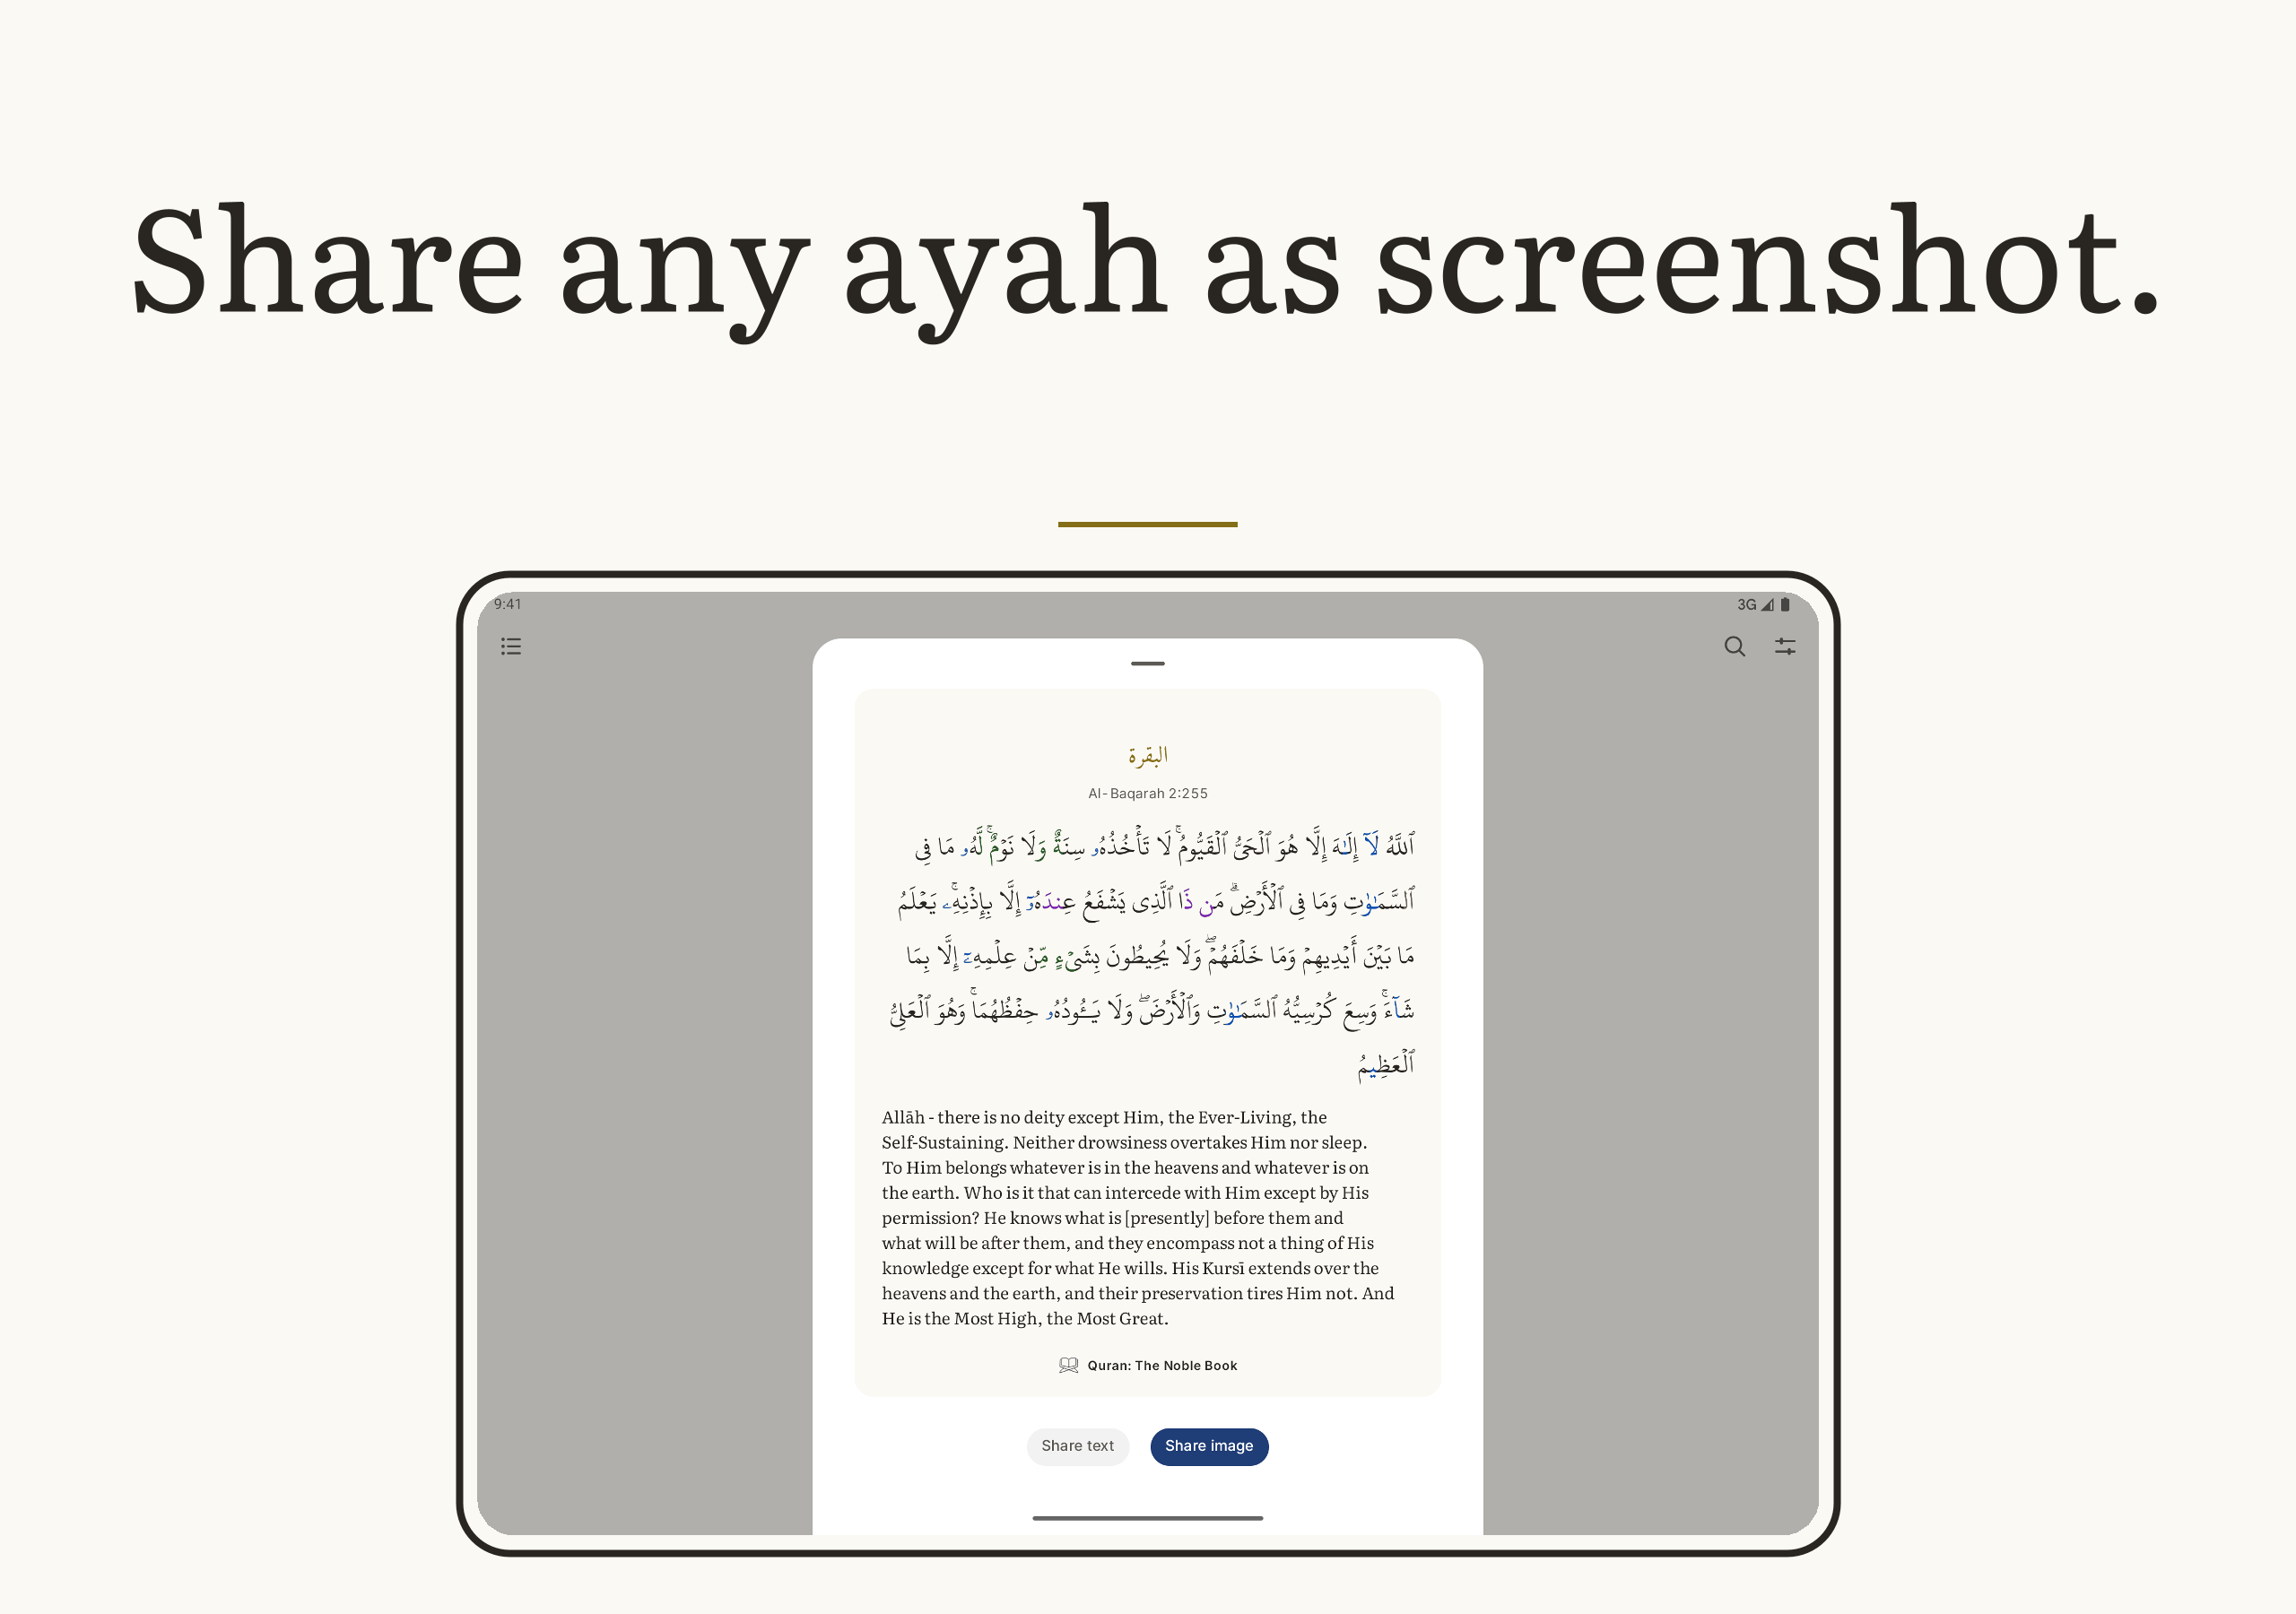 Share any ayah as screenshot.
9:41
3G
البقرة
Al-Baqarah 2:255
ٱللَّهُ لَآ إِلَـٰهَ إِلَّا هُوَ ٱلْحَىُّ ٱلْقَيُّومُ ۚ لَا تَأْخُذُهُۥ سِنَةٌ وَلَا نَوْمٌ ۚ لَّهُۥ مَا فِى
ٱلسَّمَـٰوَٰتِ وَمَا فِى ٱلْأَرْضِ ۗ مَن ذَا ٱلَّذِى يَشْفَعُ عِندَهُۥٓ إِلَّا بِإِذْنِهِۦ ۚ يَعْلَمُ
مَا بَيْنَ أَيْدِيهِمْ وَمَا خَلْفَهُمْ ۖ وَلَا يُحِيطُونَ بِشَىْءٍ مِّنْ عِلْمِهِۦٓ إِلَّا بِمَا
شَآءَ ۚ وَسِعَ كُرْسِيُّهُ ٱلسَّمَـٰوَٰتِ وَٱلْأَرْضَ ۖ وَلَا يَـُٔودُهُۥ حِفْظُهُمَا ۚ وَهُوَ ٱلْعَلِىُّ
ٱلْعَظِيمُ
Allāh - there is no deity except Him, the Ever-Living, the
Self-Sustaining. Neither drowsiness overtakes Him nor sleep.
To Him belongs whatever is in the heavens and whatever is on
the earth. Who is it that can intercede with Him except by His
permission? He knows what is [presently] before them and
what will be after them, and they encompass not a thing of His
knowledge except for what He wills. His Kursī extends over the
heavens and the earth, and their preservation tires Him not. And
He is the Most High, the Most Great.
Quran: The Noble Book
Share text
Share image